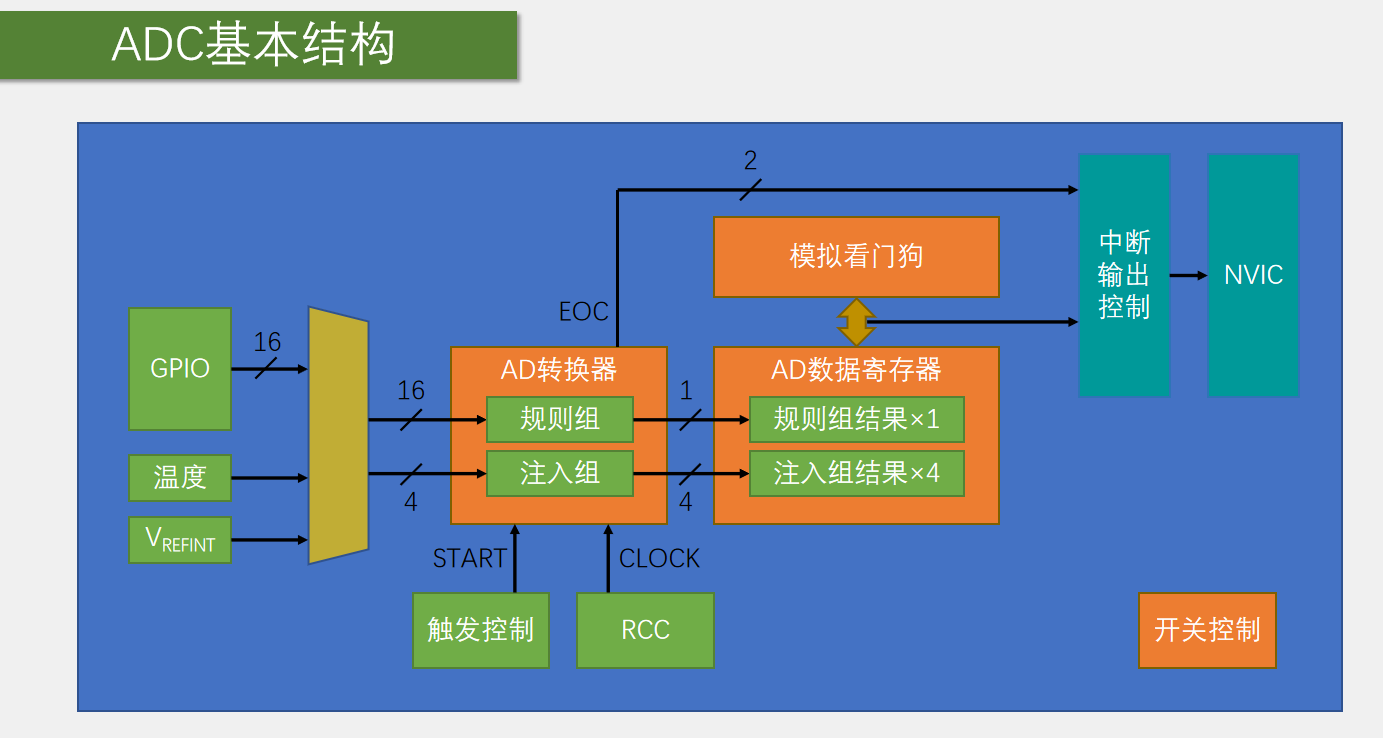 ADC基本结构
2
中断
输出
控制
NVIC
模拟看门狗
EOC
GPIO
16
温度
VREFINT
16
4
AD转换器
规则组
注入组
1
4
AD数据寄存器
规则组结果×1
注入组结果×4
START
CLOCK
触发控制
RCC
开关控制